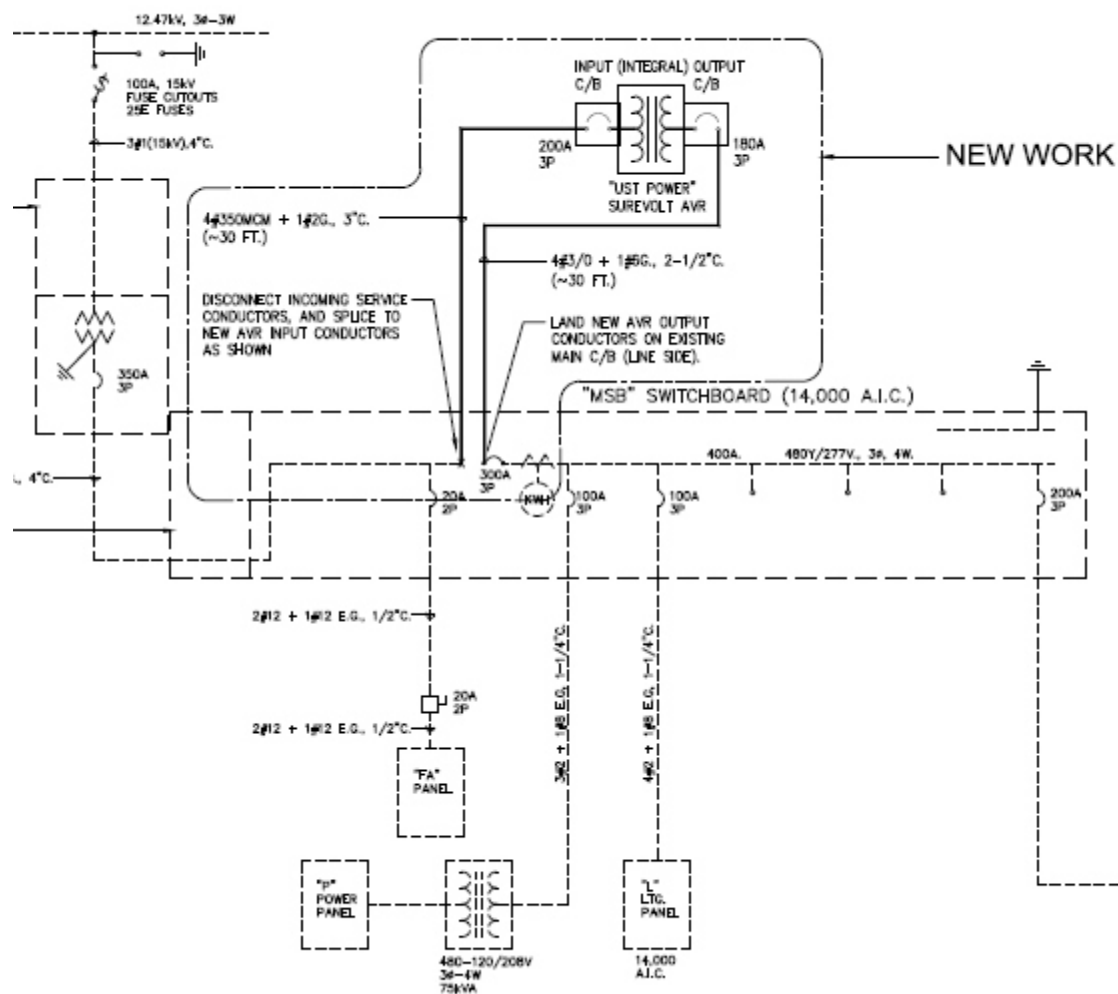 12.47kV, 3ø-3W
100A, 15kV
FUSE CUTOUTS
25E FUSES
3#1(15kV),4"C.
INPUT (INTEGRAL) OUTPUT
C/B C/B
200A
3P
180A
3P
"UST POWER"
SUREVOLT AVR
NEW WORK
4#350MCM + 1#2G., 3"C.
(~30 FT.)
4#3/0 + 1#6G., 2-1/2"C.
(~30 FT.)
DISCONNECT INCOMING SERVICE
CONDUCTORS, AND SPLICE TO
NEW AVR INPUT CONDUCTORS
AS SHOWN
LAND NEW AVR OUTPUT
CONDUCTORS ON EXISTING
MAIN C/B (LINE SIDE).
350A
3P
"MSB" SWITCHBOARD (14,000 A.I.C.)
., 4"C.
300A
3P
400A. 480Y/277V., 3ø, 4W.
20A
2P
KWH
100A
3P
100A
3P
200A
3P
2#12 + 1#12 E.G., 1/2"C.
20A
2P
2#12 + 1#12 E.G., 1/2"C.
3#2 + 1#8 E.G, 1-1/4"C.
4#2 + 1#8 E.G, 1-1/4"C.
"FA"
PANEL
"P"
POWER
PANEL
"L"
LTG.
PANEL
480-120/208V
3ø-4W
75kVA
14,000
A.I.C.